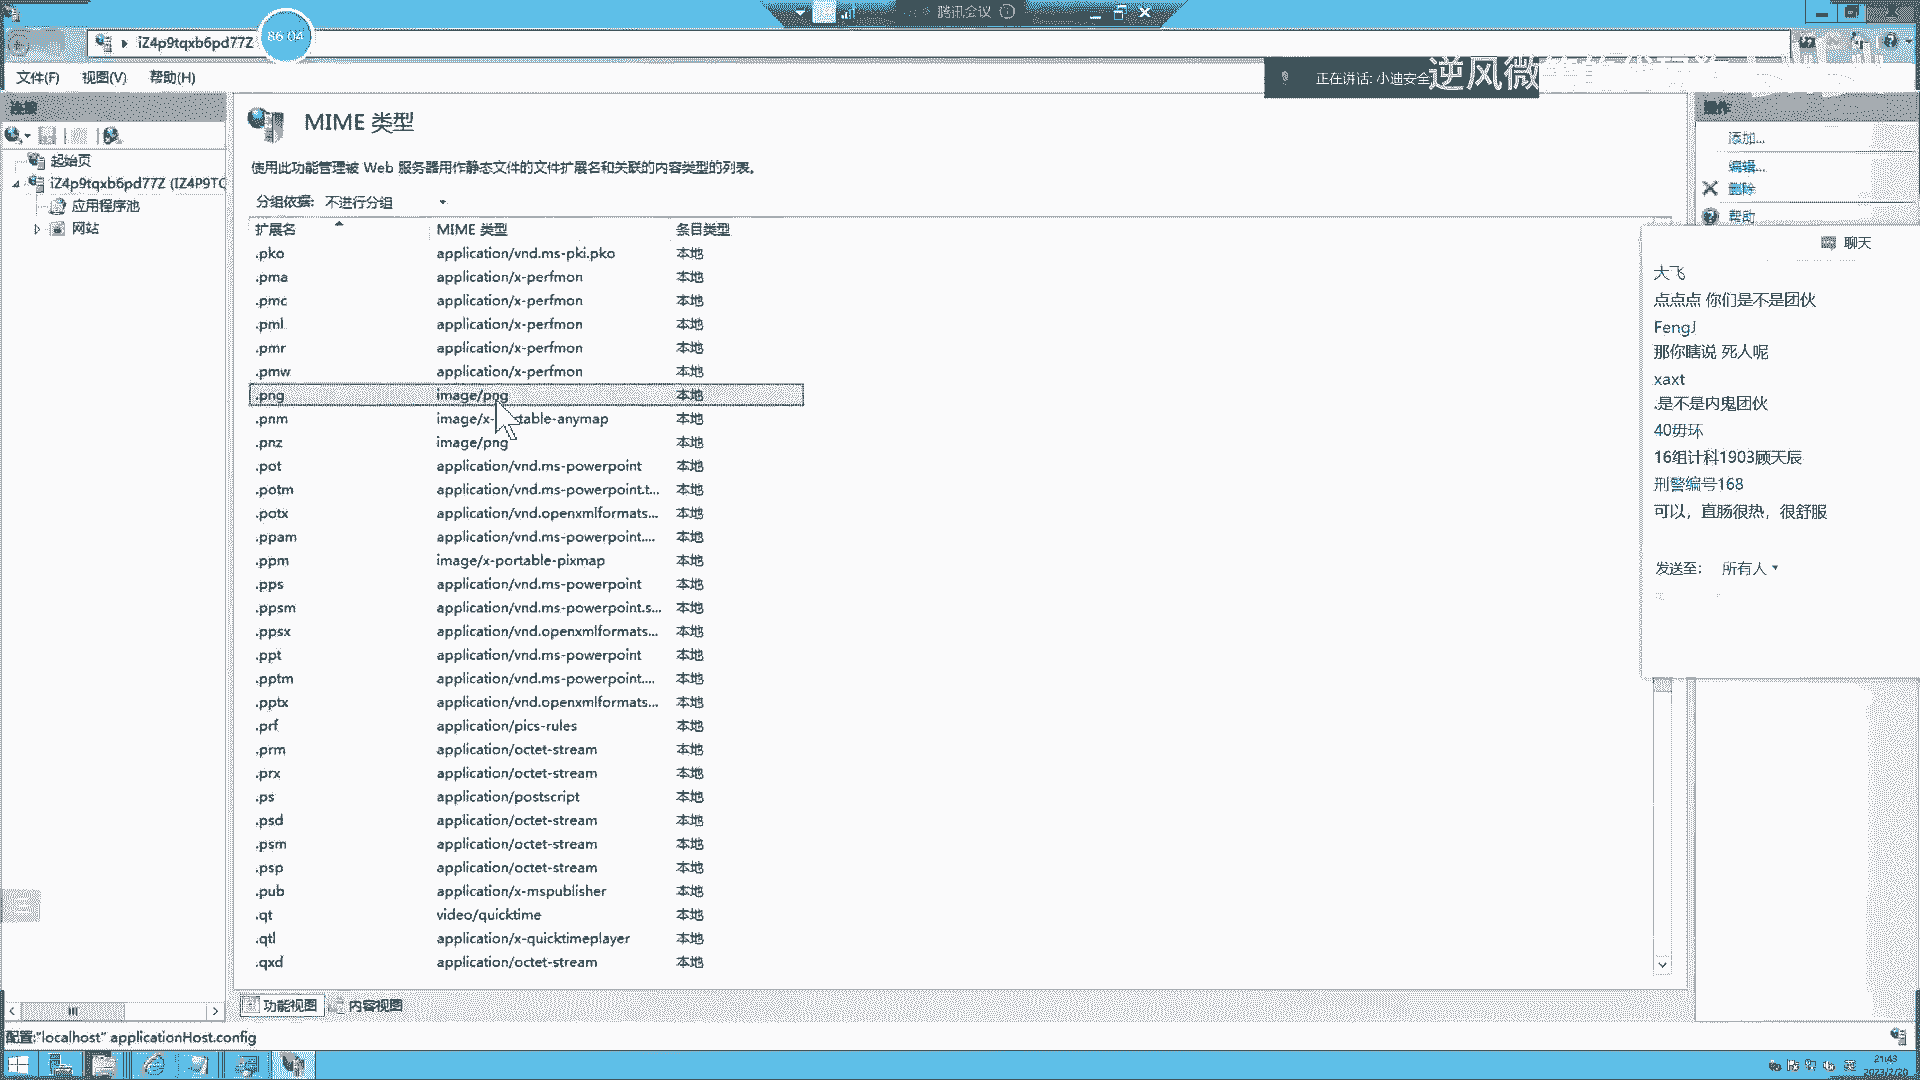 腾讯会议
iZ4p9tqxb6pd77Z
86:04
文件(F) 视图(V) 帮助(H)
正在讲话: 小迪安全
逆风微
连接
起始页
iZ4p9tqxb6pd77Z (IZ4P9TC
应用程序池
网站
MIME 类型
使用此功能管理被 Web 服务器用作静态文件的文件扩展名和关联的内容类型的列表。
分组依据: 不进行分组
扩展名 MIME 类型 条目类型
.pko application/vnd.ms-pki.pko 本地
.pma application/x-perfmon 本地
.pmc application/x-perfmon 本地
.pml application/x-perfmon 本地
.pmr application/x-perfmon 本地
.pmw application/x-perfmon 本地
.png image/png 本地
.pnm image/x- table-anymap 本地
.pnz image/png 本地
.pot application/vnd.ms-powerpoint 本地
.potm application/vnd.ms-powerpoint.t... 本地
.potx application/vnd.openxmlformats... 本地
.ppam application/vnd.ms-powerpoint.... 本地
.ppm image/x-portable-pixmap 本地
.pps application/vnd.ms-powerpoint 本地
.ppsm application/vnd.ms-powerpoint.s... 本地
.ppsx application/vnd.openxmlformats... 本地
.ppt application/vnd.ms-powerpoint 本地
.pptm application/vnd.ms-powerpoint.... 本地
.pptx application/vnd.openxmlformats... 本地
.prf application/pics-rules 本地
.prm application/octet-stream 本地
.prx application/octet-stream 本地
.ps application/postscript 本地
.psd application/octet-stream 本地
.psm application/octet-stream 本地
.psp application/octet-stream 本地
.pub application/x-mspublisher 本地
.qt video/quicktime 本地
.qtl application/x-quicktimeplayer 本地
.qxd application/octet-stream 本地
功能视图 内容视图
操作
添加...
编辑...
删除
帮助
聊天
大飞
点点点 你们是不是团伙
FengJ
那你瞎说 死人呢
xaxt
.是不是内鬼团伙
40毋环
16组计科1903顾天辰
刑警编号168
可以，直肠很热，很舒服
发送至: 所有人
配置:"localhost" applicationHost.config
英
21:43
2023/2/20